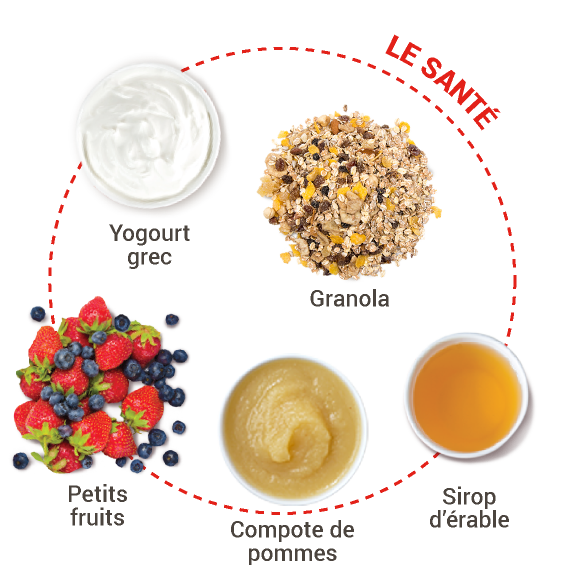 LE SANTÉ
Yogourt
grec
Granola
Petits
fruits
Compote de
pommes
Sirop
d'érable